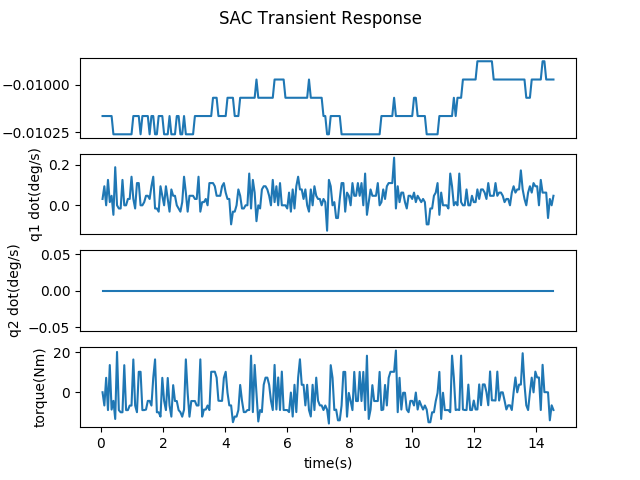 SAC Transient Response
−0.01000
−0.01025
q1 dot(deg/s)
0.2
0.0
q2 dot(deg/s)
0.05
0.00
−0.05
torque(Nm)
20
0
0 2 4 6 8 10 12 14
time(s)